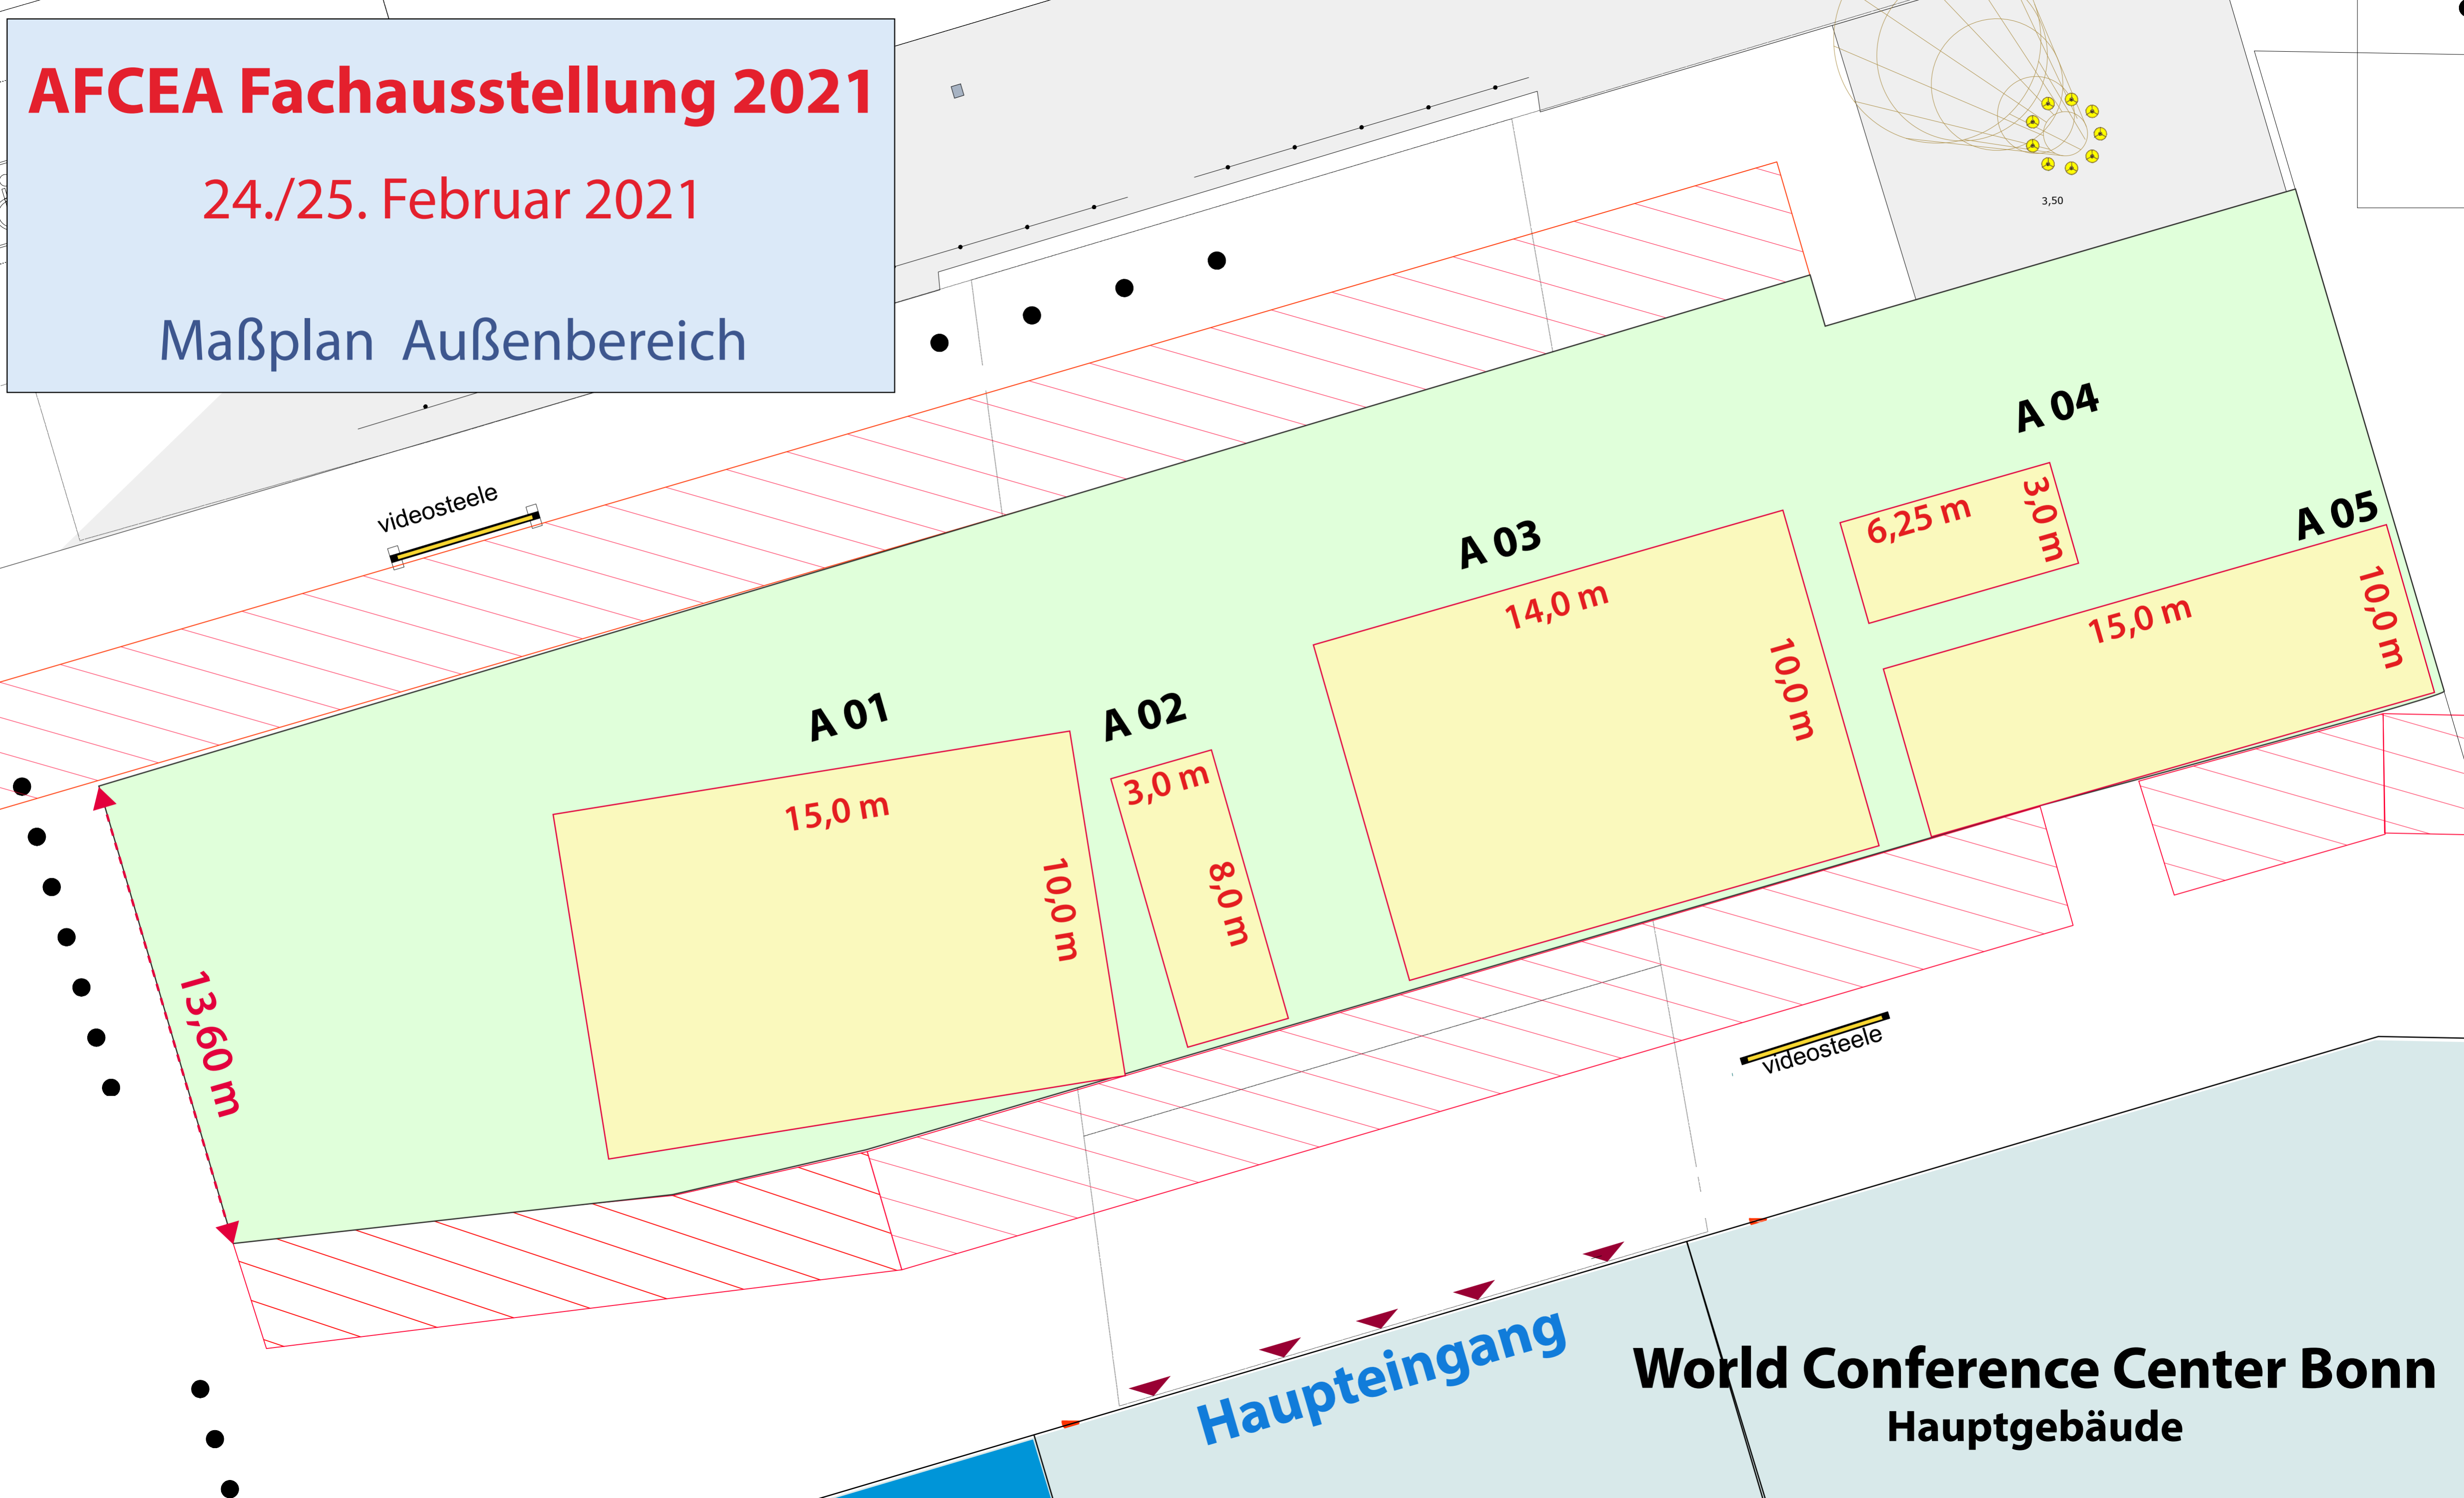 AFCEA Fachausstellung 2021
24./25. Februar 2021
Maßplan Außenbereich
3,50
videosteele
A 04
6,25 m
3,0 m
A 05
15,0 m
10,0 m
A 03
14,0 m
10,0 m
A 01
15,0 m
10,0 m
A 02
3,0 m
8,0 m
13,60 m
videosteele
Haupteingang
World Conference Center Bonn
Hauptgebäude